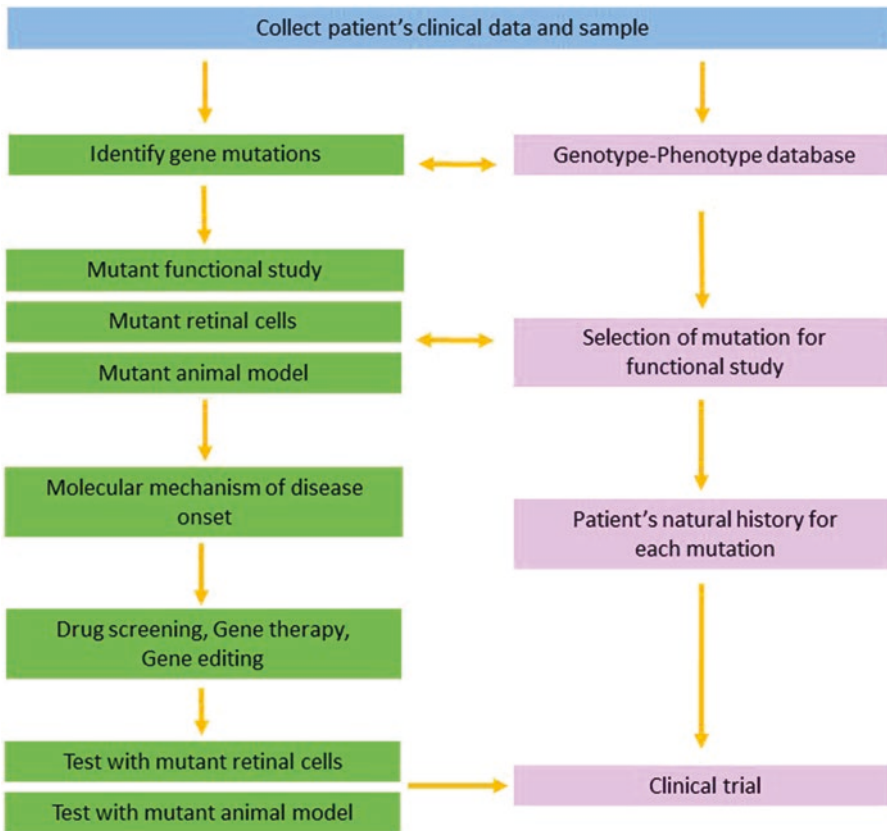 Collect patient's clinical data and sample
Identify gene mutations
Genotype-Phenotype database
Mutant functional study
Mutant retinal cells
Mutant animal model
Selection of mutation for
functional study
Molecular mechanism of disease
onset
Patient's natural history for
each mutation
Drug screening, Gene therapy,
Gene editing
Test with mutant retinal cells
Test with mutant animal model
Clinical trial